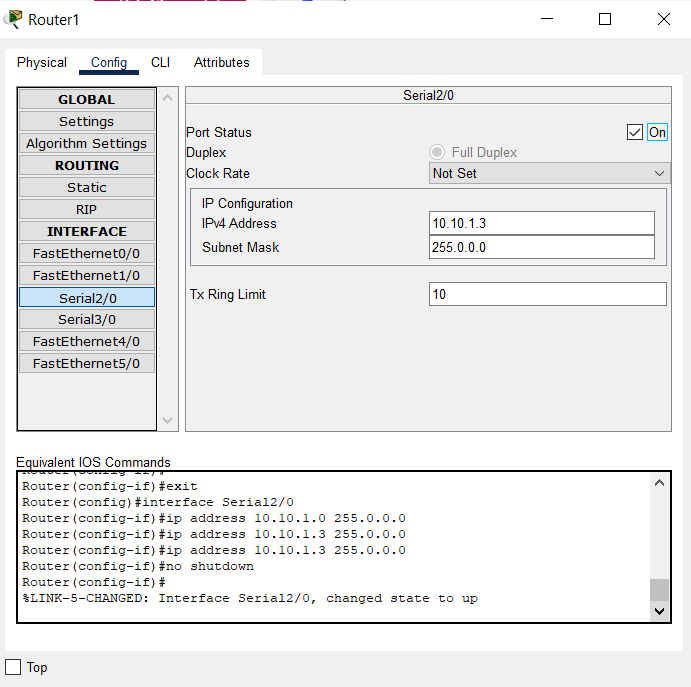 Router1
Physical Config CLI Attributes
GLOBAL
Settings
Algorithm Settings
ROUTING
Static
RIP
INTERFACE
FastEthernet0/0
FastEthernet1/0
Serial2/0
Serial3/0
FastEthernet4/0
FastEthernet5/0
Serial2/0
Port Status On
Duplex Full Duplex
Clock Rate Not Set
IP Configuration
IPv4 Address 10.10.1.3
Subnet Mask 255.0.0.0
Tx Ring Limit 10
Equivalent IOS Commands
Router(config-if)#
Router(config-if)#exit
Router(config)#interface Serial2/0
Router(config-if)#ip address 10.10.1.0 255.0.0.0
Router(config-if)#ip address 10.10.1.3 255.0.0.0
Router(config-if)#ip address 10.10.1.3 255.0.0.0
Router(config-if)#no shutdown
Router(config-if)#
%LINK-5-CHANGED: Interface Serial2/0, changed state to up
Top